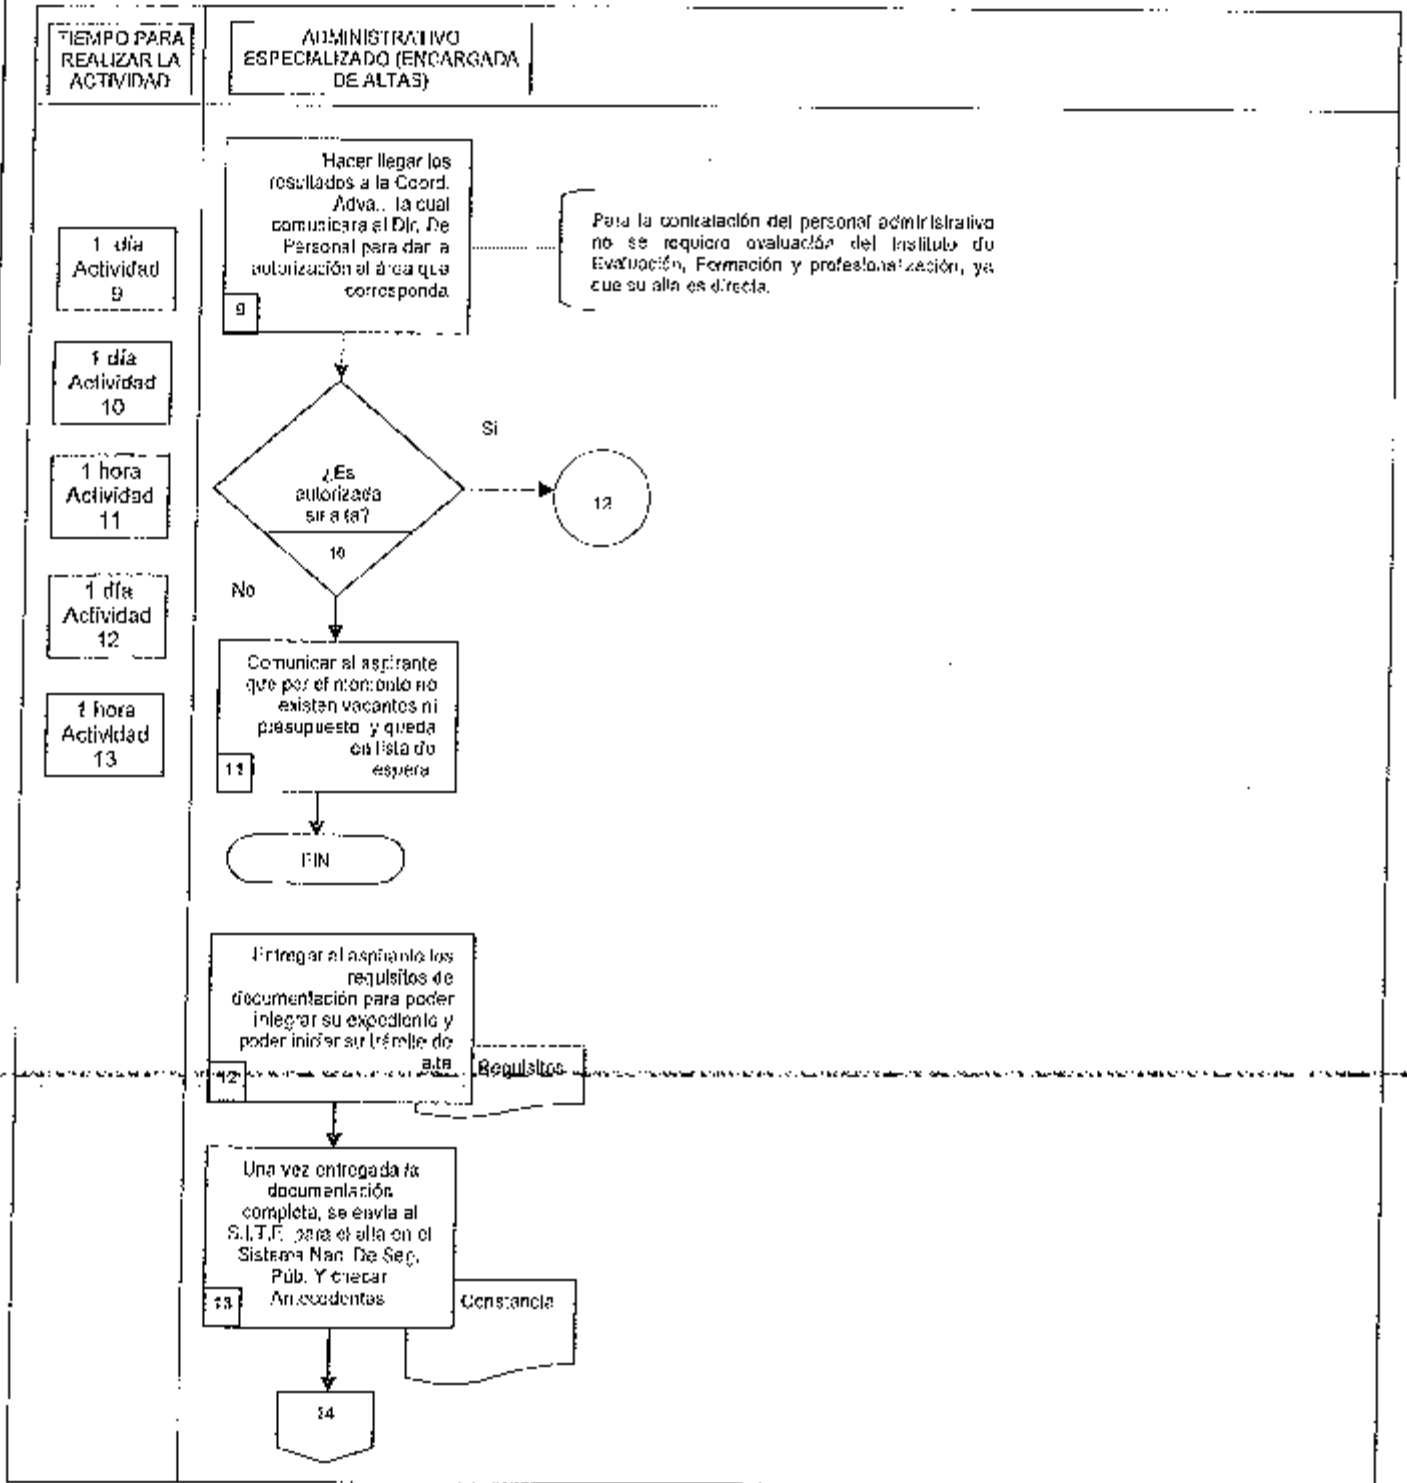 TIEMPO PARA
REALIZAR LA
ACTIVIDAD
ADMINISTRATIVO
ESPECIALIZADO (ENCARGADA
DE ALTAS)
Hacer llegar los
resultados a la Coord.
Adva., la cual
comunicara al Dir. De
Personal para dar la
autorización al área que
corresponda
9
Para la contratación del personal administrativo
no se requiere evaluación del Instituto de
Evaluación, Formación y profesionalización, ya
que su alta es directa.
1 día
Actividad
9
1 día
Actividad
10
1 hora
Actividad
11
1 día
Actividad
12
1 hora
Actividad
13
¿Es
autorizada
su alta?
10
Si
12
No
Comunicar al aspirante
que por el momento no
existen vacantes ni
presupuesto y queda
en lista de
espera
11
FIN
Entregar al aspirante los
requisitos de
documentación para poder
integrar su expediente y
poder iniciar su trámite de
alta
12
Requisitos
Una vez entregada la
documentación
completa, se envía al
S.I.T.E. para el alta en el
Sistema Nac. De Seg.
Púb. Y checar
Antecedentes
13
Constancia
14